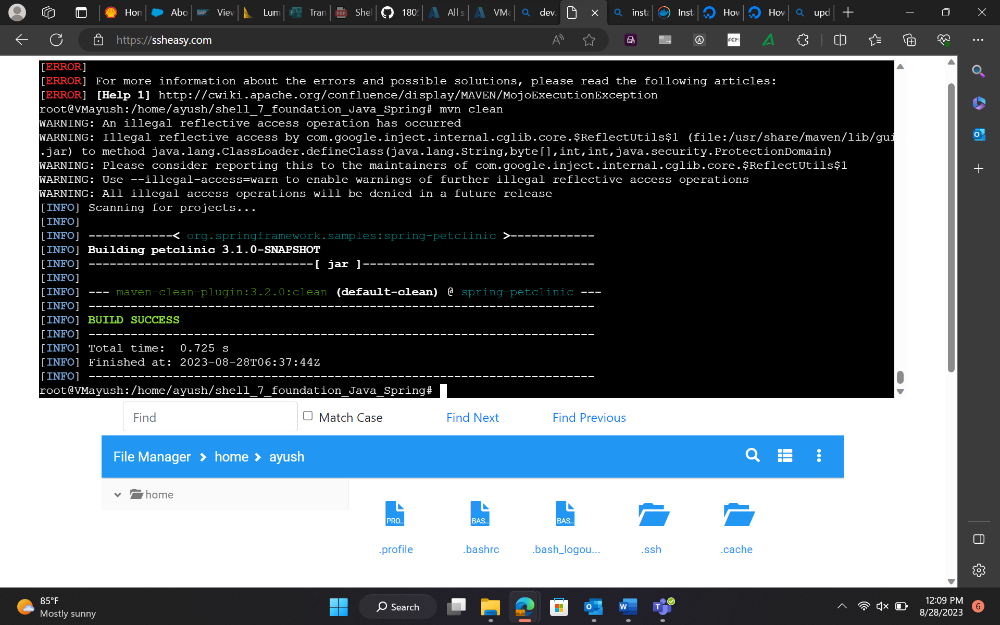 Hom
Abo
SAP
View
Lum
Tran
PDF
Shel
180
All s
VMa
dev.
insta
Insta
How
How
upd
https://ssheasy.com
FCM
[ERROR]
[ERROR] For more information about the errors and possible solutions, please read the following articles:
[ERROR] [Help 1] http://cwiki.apache.org/confluence/display/MAVEN/MojoExecutionException
root@VMayush:/home/ayush/shell_7_foundation_Java_Spring# mvn clean
WARNING: An illegal reflective access operation has occurred
WARNING: Illegal reflective access by com.google.inject.internal.cglib.core.$ReflectUtils$1 (file:/usr/share/maven/lib/gui
.jar) to method java.lang.ClassLoader.defineClass(java.lang.String,byte[],int,int,java.security.ProtectionDomain)
WARNING: Please consider reporting this to the maintainers of com.google.inject.internal.cglib.core.$ReflectUtils$1
WARNING: Use --illegal-access=warn to enable warnings of further illegal reflective access operations
WARNING: All illegal access operations will be denied in a future release
[INFO] Scanning for projects...
[INFO]
[INFO] ------------< org.springframework.samples:spring-petclinic >------------
[INFO] Building petclinic 3.1.0-SNAPSHOT
[INFO] --------------------------------[ jar ]---------------------------------
[INFO]
[INFO] --- maven-clean-plugin:3.2.0:clean (default-clean) @ spring-petclinic ---
[INFO] ------------------------------------------------------------------------
[INFO] BUILD SUCCESS
[INFO] ------------------------------------------------------------------------
[INFO] Total time:  0.725 s
[INFO] Finished at: 2023-08-28T06:37:44Z
[INFO] ------------------------------------------------------------------------
root@VMayush:/home/ayush/shell_7_foundation_Java_Spring#
Find
Match Case
Find Next
Find Previous
File Manager > home > ayush
home
PRO..
BAS..
BAS..
.profile
.bashrc
.bash_logou...
.ssh
.cache
85°F
Mostly sunny
Search
12:09 PM
8/28/2023
6